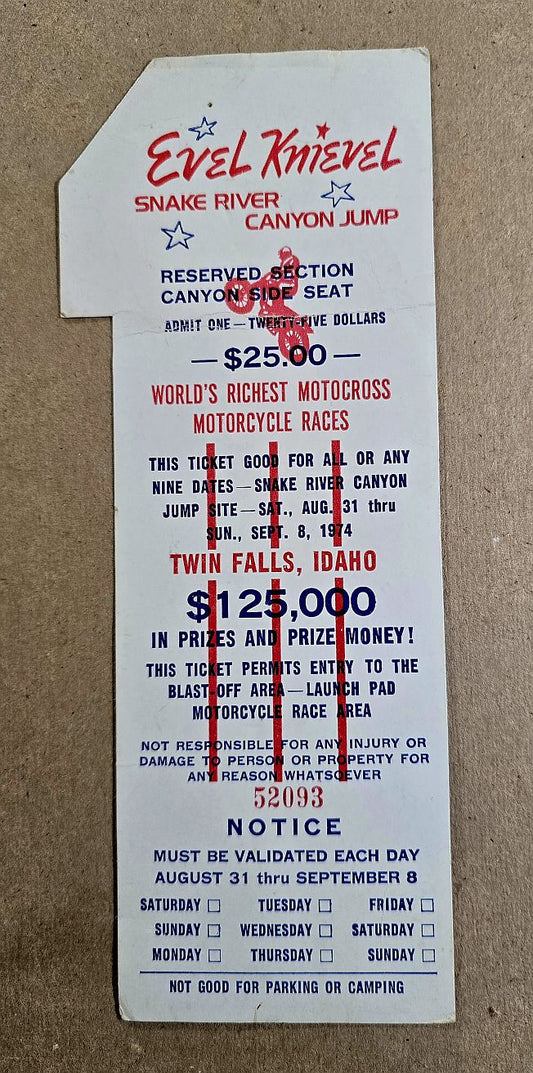 Evel Knievel
SNAKE RIVER
CANYON JUMP
RESERVED SECTION
CANYON SIDE SEAT
ADMIT ONE — TWENTY-FIVE DOLLARS
— $25.00 —
WORLD'S RICHEST MOTOCROSS
MOTORCYCLE RACES
THIS TICKET GOOD FOR ALL OR ANY
NINE DATES — SNAKE RIVER CANYON
JUMP SITE — SAT., AUG. 31 thru
SUN., SEPT. 8, 1974
TWIN FALLS, IDAHO
$125,000
IN PRIZES AND PRIZE MONEY!
THIS TICKET PERMITS ENTRY TO THE
BLAST-OFF AREA — LAUNCH PAD
MOTORCYCLE RACE AREA
NOT RESPONSIBLE FOR ANY INJURY OR
DAMAGE TO PERSON OR PROPERTY FOR
ANY REASON WHATSOEVER
52093
NOTICE
MUST BE VALIDATED EACH DAY
AUGUST 31 thru SEPTEMBER 8
SATURDAY □ TUESDAY □ FRIDAY □
SUNDAY □ WEDNESDAY □ SATURDAY □
MONDAY □ THURSDAY □ SUNDAY □
NOT GOOD FOR PARKING OR CAMPING